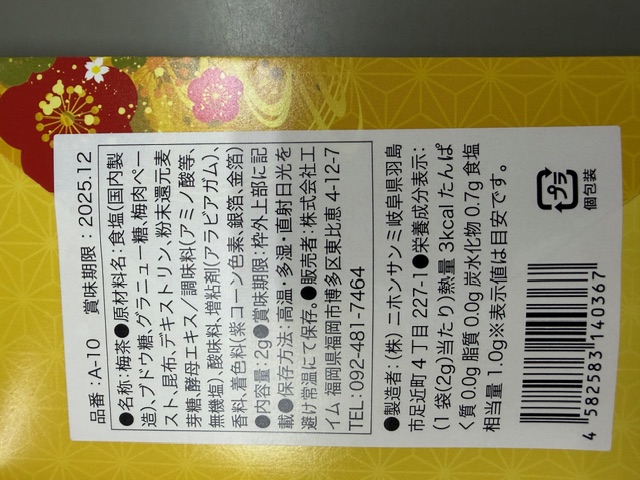 品番：A-10　賞味期限：2025.12
●名称：梅茶●原材料名：食塩(国内製
造)、ブドウ糖、グラニュー糖、梅肉ペー
スト、昆布、デキストリン、粉末還元麦
芽糖、酵母エキス／調味料(アミノ酸等、
無機塩)、酸味料、増粘剤(アラビアガム)、
香料、着色料(紫コーン色素、銀箔、金箔)
●内容量：2g●賞味期限：枠外上部に記
載●保存方法：高温・多湿・直射日光を
避け常温にて保存。●販売者：株式会社エ
イム 福岡県福岡市博多区東比恵 4-12-7
TEL：092-481-7464
●製造者：(株) ニホンサンミ岐阜県羽島
市足近町 4 丁目 227-1●栄養成分表示：
(1 袋(2g)当たり)熱量 3kcal たんぱ
く質 0.0g 脂質 0.0g 炭水化物 0.7g 食塩
相当量 1.0g※表示値は目安です。
プラ
個包装
4 582583 140367